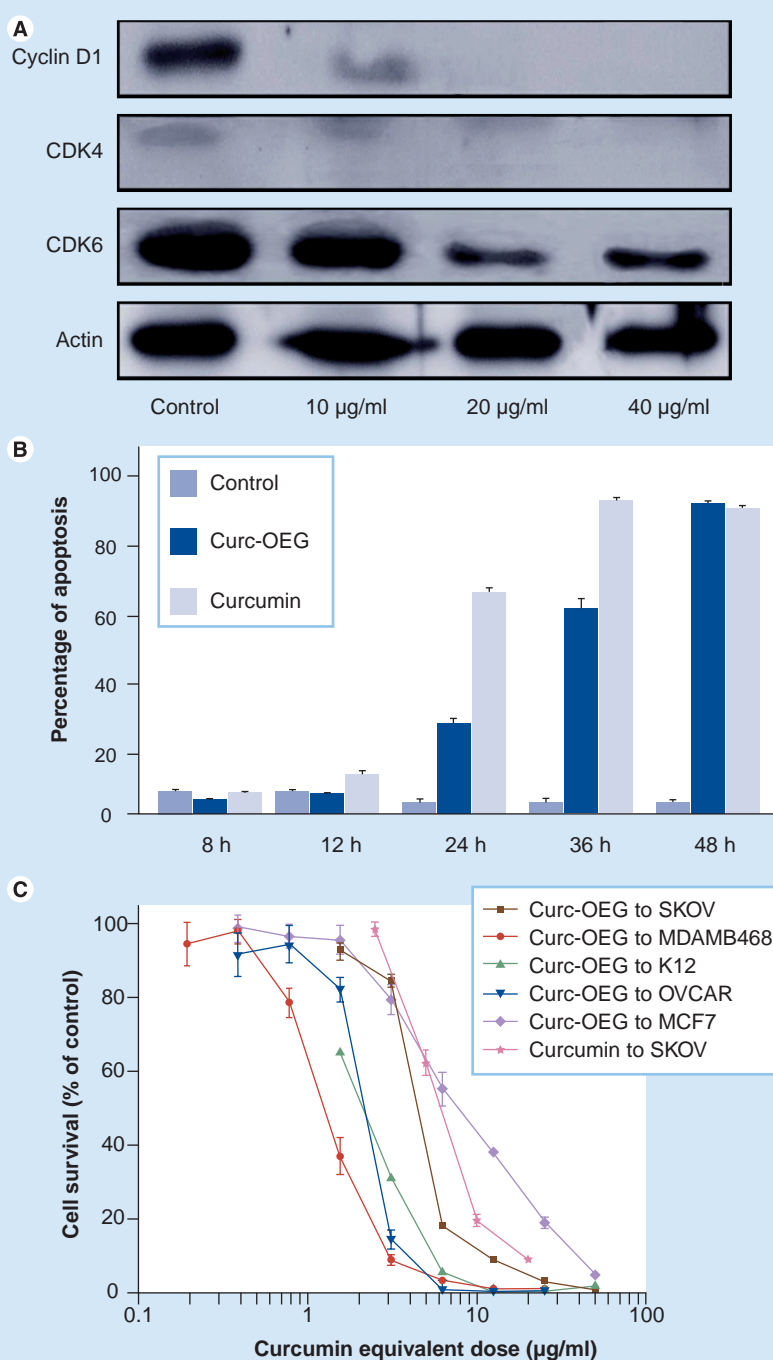 A
Cyclin D1
CDK4
CDK6
Actin
Control 10 µg/ml 20 µg/ml 40 µg/ml
B
Percentage of apoptosis
100
80
60
40
20
0
Control
Curc-OEG
Curcumin
8 h 12 h 24 h 36 h 48 h
C
Cell survival (% of control)
100
80
60
40
20
0
Curc-OEG to SKOV
Curc-OEG to MDAMB468
Curc-OEG to K12
Curc-OEG to OVCAR
Curc-OEG to MCF7
Curcumin to SKOV
0.1 1 10 100
Curcumin equivalent dose (µg/ml)